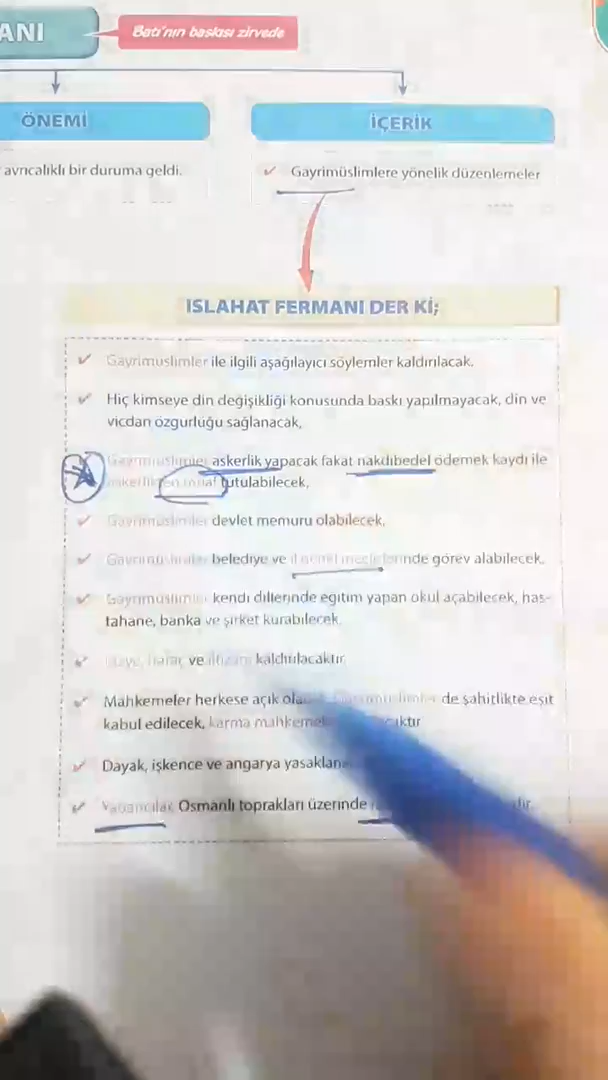 ANI
Batı'nın baskısı zirvede
ÖNEMİ
İÇERİK
ayrıcalıklı bir duruma geldi.
Gayrimüslimlere yönelik düzenlemeler
ISLAHAT FERMANI DER Kİ;
Gayrimüslimler ile ilgili aşağılayıcı söylemler kaldırılacak.
Hiç kimseye din değişikliği konusunda baskı yapılmayacak, din ve
vicdan özgürlüğü sağlanacak,
Gayrimüslimler askerlik yapacak fakat nakdibedel ödemek kaydı ile
askerlikten muaf tutulabilecek,
Gayrimüslimler devlet memuru olabilecek,
Gayrimüslimler belediye ve il genel meclislerinde görev alabilecek,
Gayrimüslimler kendi dillerinde eğitim yapan okul açabilecek, has-
tahane, banka ve şirket kurabilecek,
Cizye, haraç ve iltizam kaldırılacaktır,
Mahkemeler herkese açık gayrimüslimler de şahitlikte eşit
kabul edilecek, karma
Dayak, işkence ve angarya
Yabancılar Osmanlı toprakları üzerinde